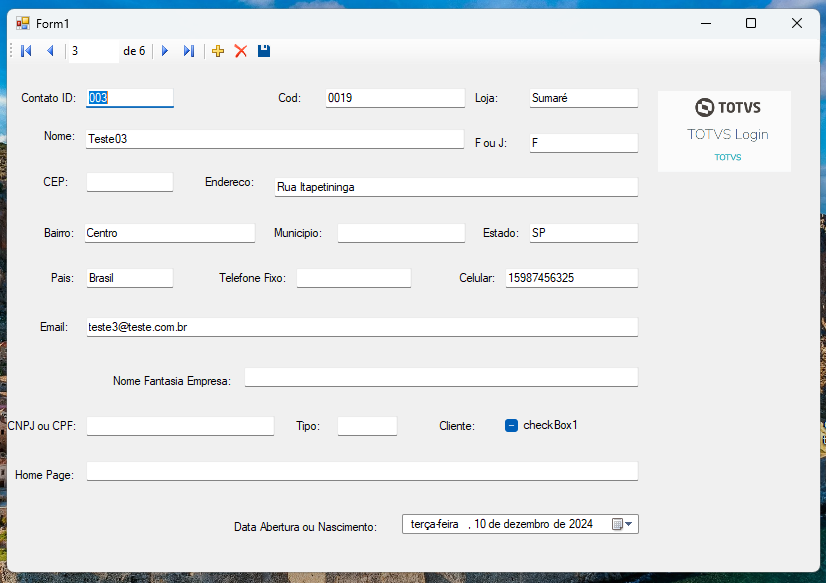 Form1
3 de 6
Contato ID: 003 Cod: 0019 Loja: Sumaré
TOTVS
TOTVS Login
TOTVS
Nome: Teste03 F ou J: F
CEP: Endereco: Rua Itapetininga
Bairro: Centro Municipio: Estado: SP
Pais: Brasil Telefone Fixo: Celular: 15987456325
Email: teste3@teste.com.br
Nome Fantasia Empresa:
CNPJ ou CPF: Tipo: Cliente: checkBox1
Home Page:
Data Abertura ou Nascimento: terça-feira , 10 de dezembro de 2024